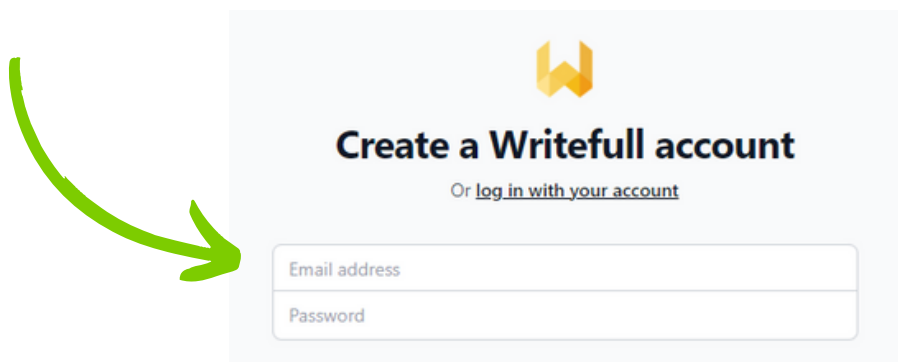 Create a Writefull account
Or log in with your account
Email address
Password